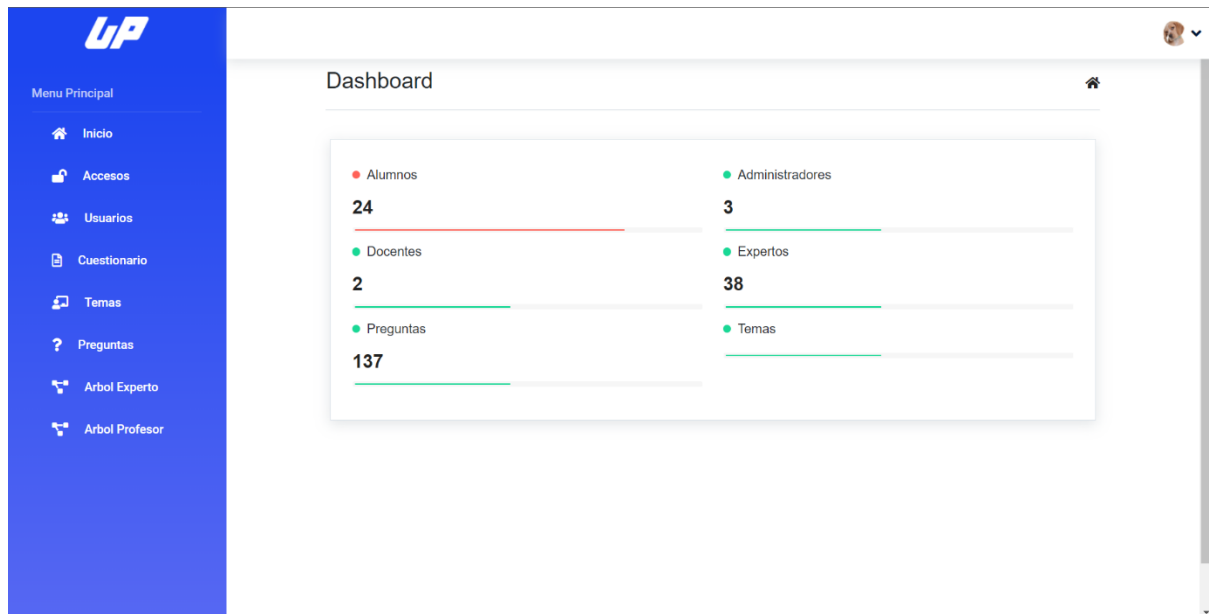 UP
Menu Principal
Inicio
Accesos
Usuarios
Cuestionario
Temas
Preguntas
Arbol Experto
Arbol Profesor
Dashboard
Alumnos
24
Administradores
3
Docentes
2
Expertos
38
Preguntas
137
Temas